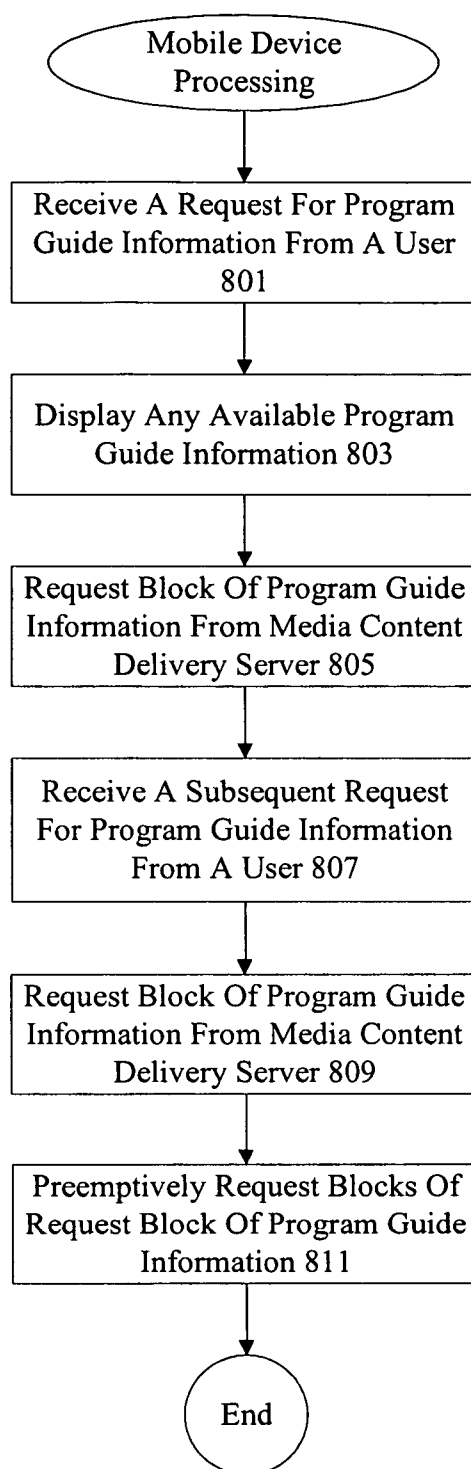 Mobile Device
Processing
Receive A Request For Program
Guide Information From A User
801
Display Any Available Program
Guide Information 803
Request Block Of Program Guide
Information From Media Content
Delivery Server 805
Receive A Subsequent Request
For Program Guide Information
From A User 807
Request Block Of Program Guide
Information From Media Content
Delivery Server 809
Preemptively Request Blocks Of
Request Block Of Program Guide
Information 811
End